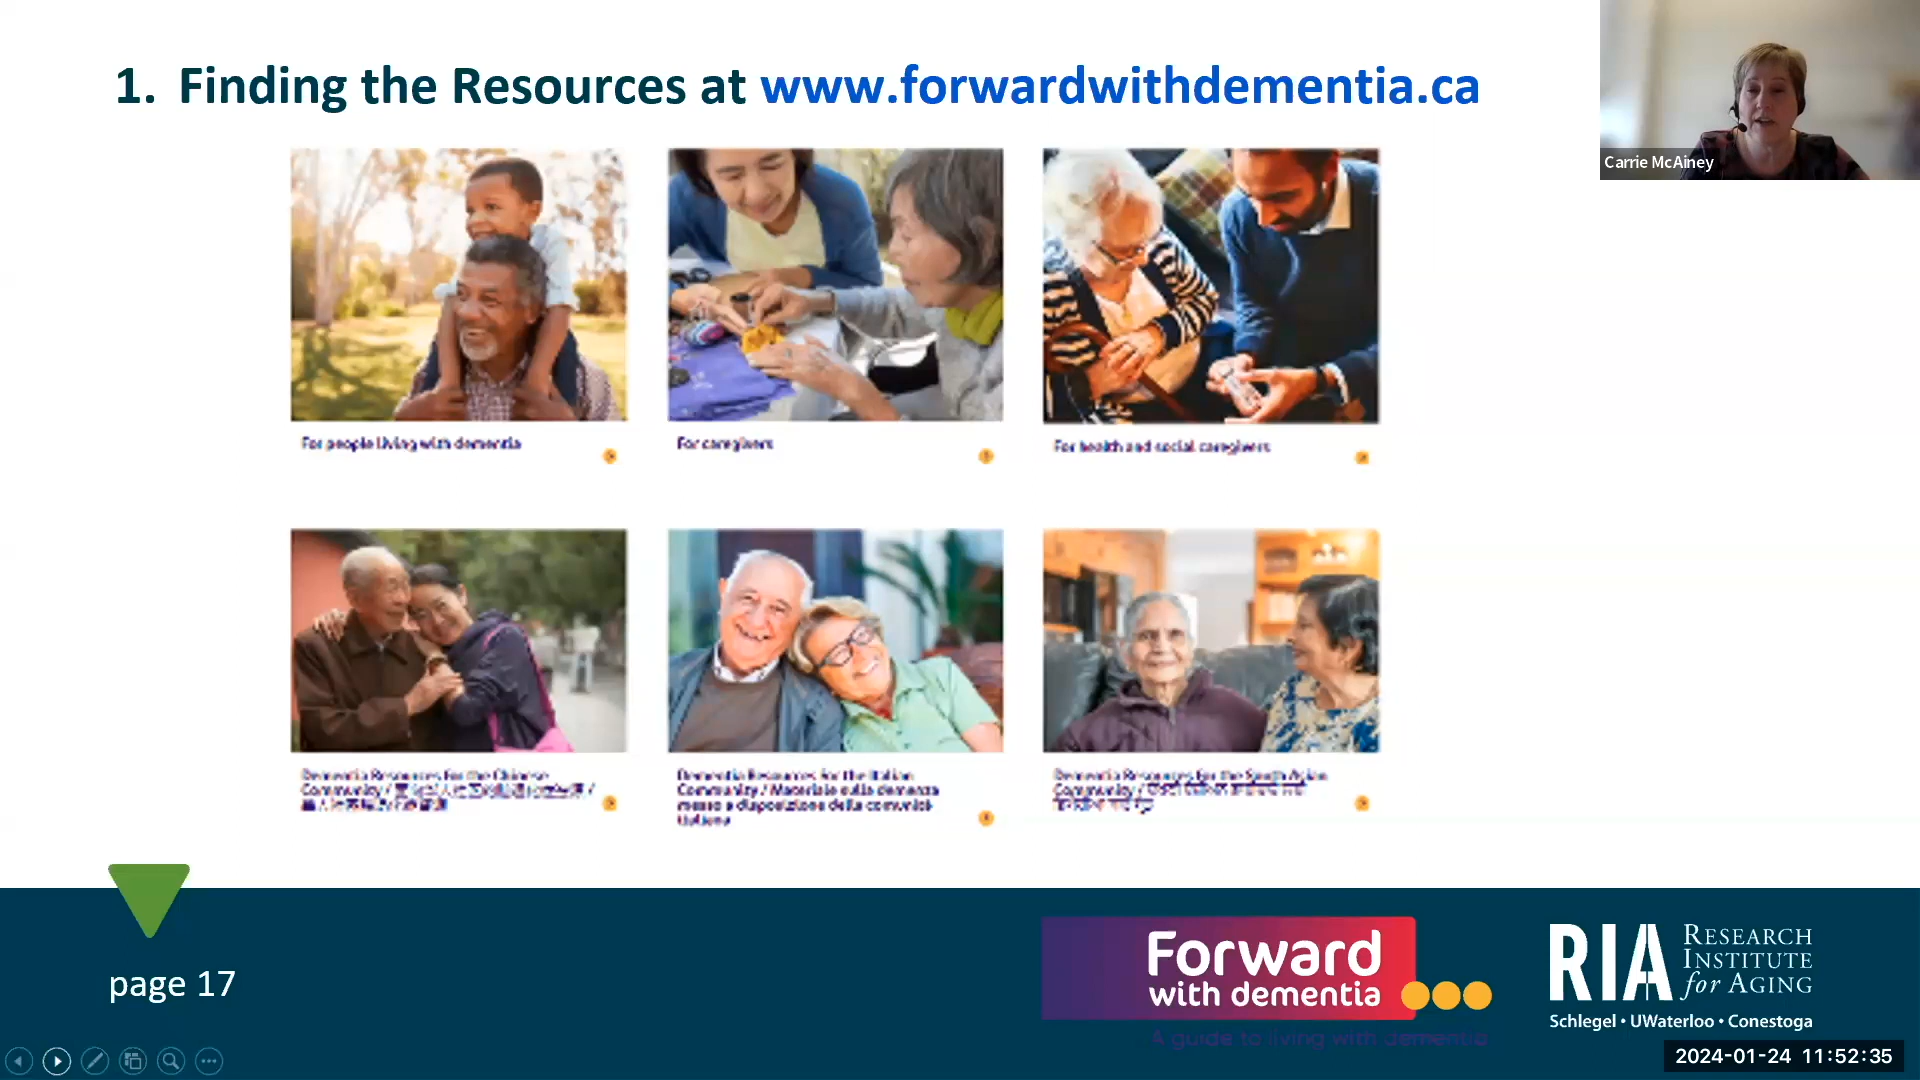 1. Finding the Resources at www.forwardwithdementia.ca
Carrie McAiney
For people living with dementia
For caregivers
For health and social caregivers
Dementia Resources for the Chinese
Community /
Dementia Resources for the Italian
Community / Materiale sulla demenza
messo a disposizione della comunità
italiana
Dementia Resources for the South Asian
Community /
page 17
Forward
with dementia
A guide to living with dementia
RIA RESEARCH
INSTITUTE
for AGING
Schlegel • UWaterloo • Conestoga
2024-01-24 11:52:35